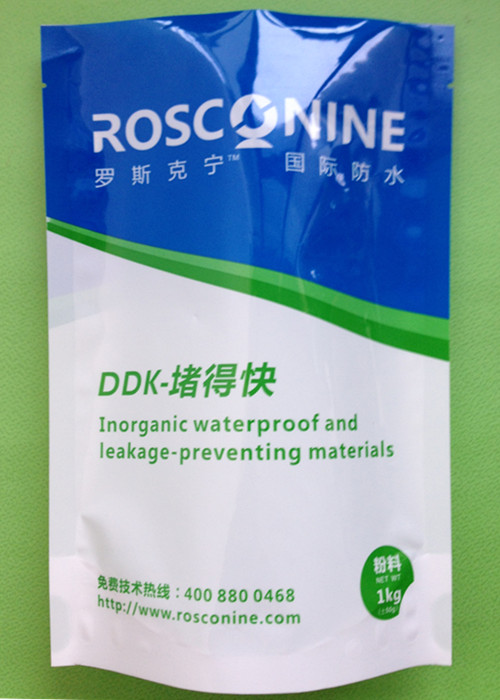 ROSCONINE
罗斯克宁™ 国际防水
DDK-堵得快
Inorganic waterproof and
leakage-preventing materials
免费技术热线：400 880 0468
http://www.rosconine.com
粉料
NET WT
1kg